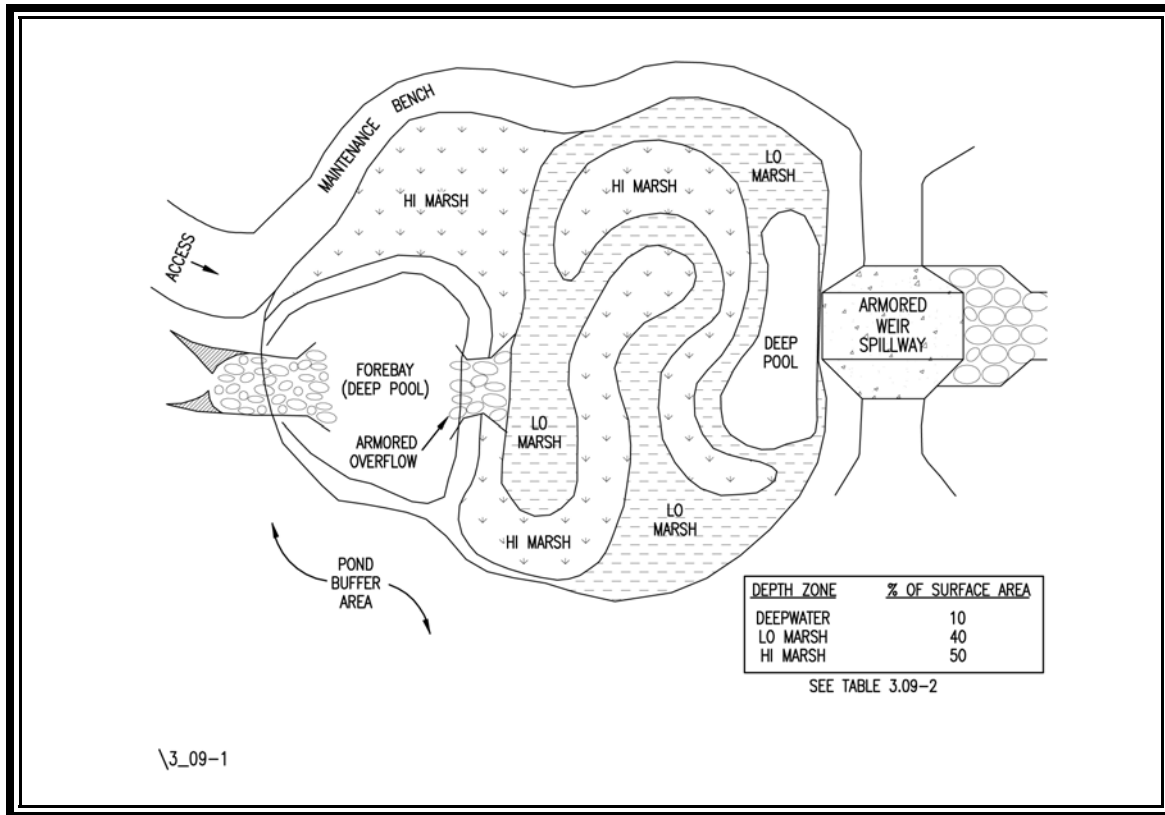 MAINTENANCE BENCH
ACCESS
HI MARSH
HI MARSH
LO
MARSH
FOREBAY
(DEEP POOL)
ARMORED
OVERFLOW
LO
MARSH
DEEP
POOL
ARMORED
WEIR
SPILLWAY
HI MARSH
LO
MARSH
POND
BUFFER
AREA
DEPTH ZONE % OF SURFACE AREA
DEEPWATER 10
LO MARSH 40
HI MARSH 50
SEE TABLE 3.09-2
\3_09-1